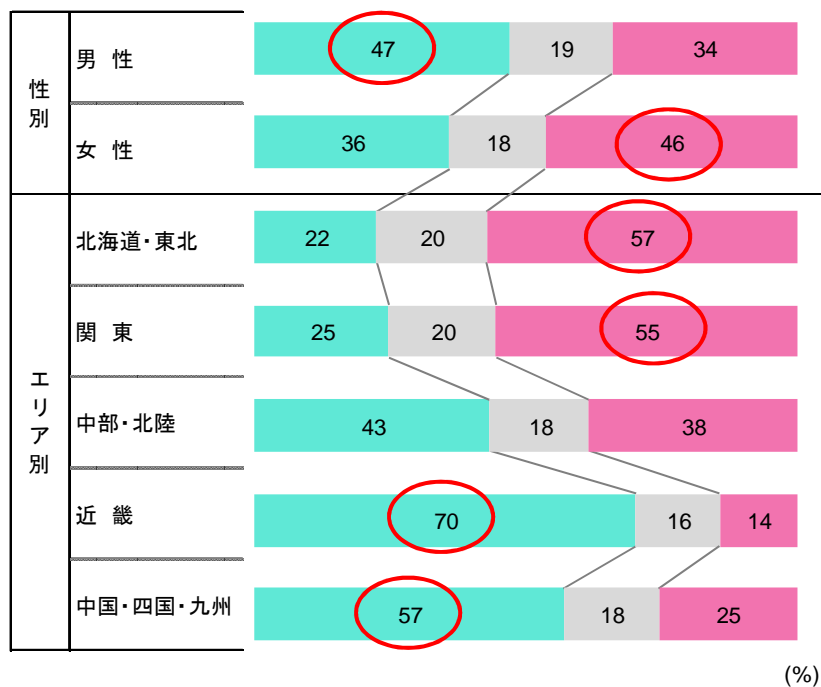 性別
男 性 47 19 34
女 性 36 18 46
エリア別
北海道・東北 22 20 57
関 東 25 20 55
中部・北陸 43 18 38
近 畿 70 16 14
中国・四国・九州 57 18 25
(%)